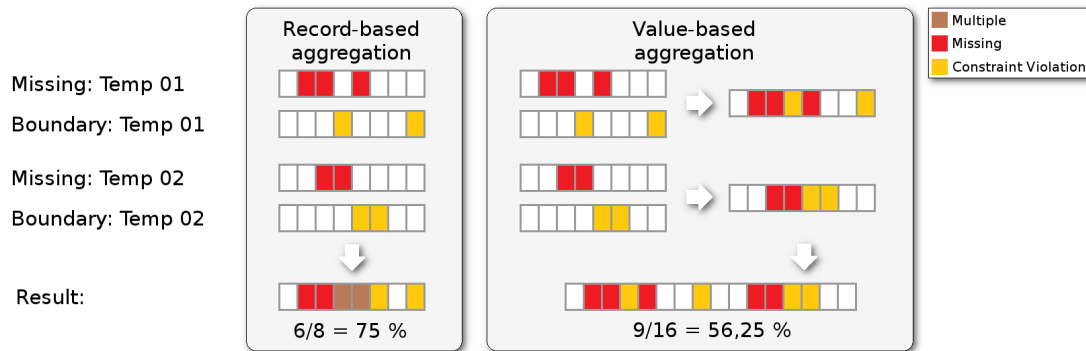 Record-based
aggregation
Value-based
aggregation
Multiple
Missing
Constraint Violation
Missing: Temp 01
Boundary: Temp 01
Missing: Temp 02
Boundary: Temp 02
Result:
6/8 = 75 %
9/16 = 56,25 %